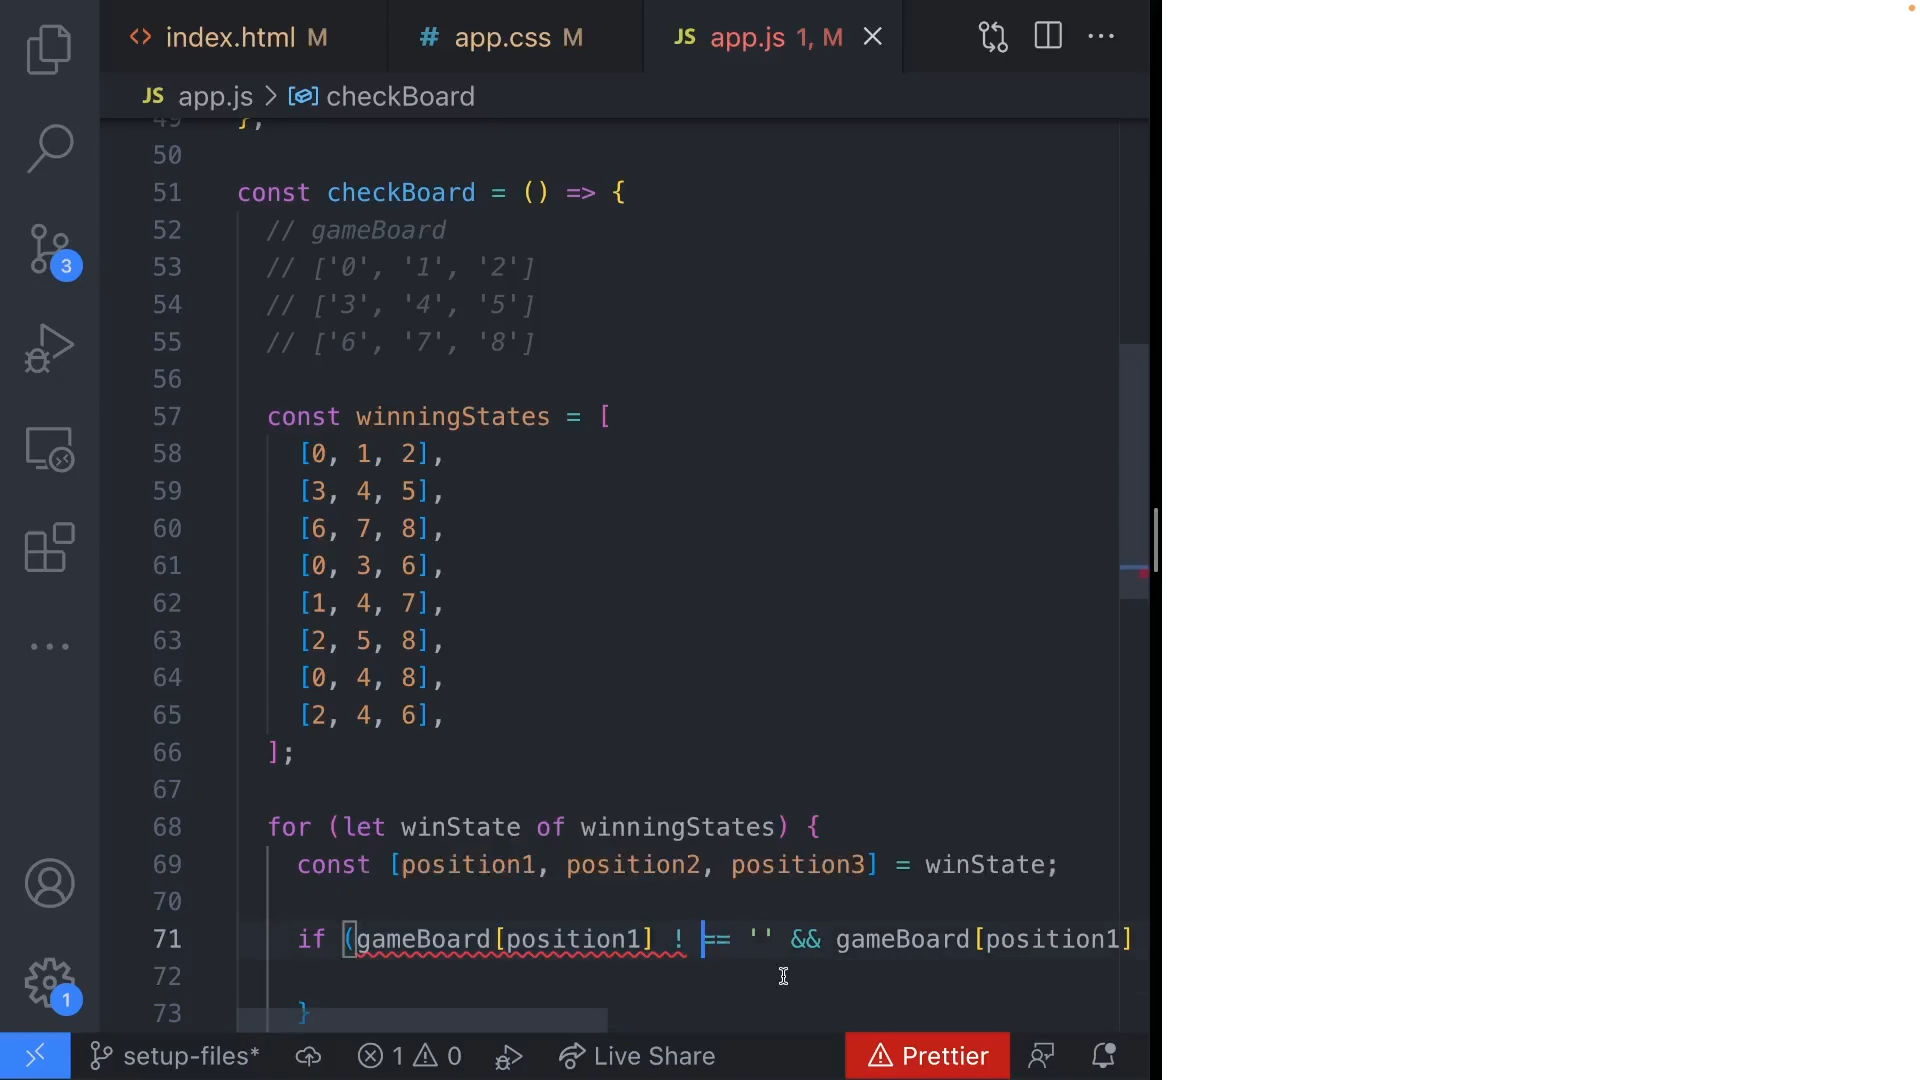 <> index.html M
# app.css M
JS app.js 1, M
JS app.js > checkBoard
49 },
50
51 const checkBoard = () => {
52 // gameBoard
53 // ['0', '1', '2']
54 // ['3', '4', '5']
55 // ['6', '7', '8']
56
57 const winningStates = [
58 [0, 1, 2],
59 [3, 4, 5],
60 [6, 7, 8],
61 [0, 3, 6],
62 [1, 4, 7],
63 [2, 5, 8],
64 [0, 4, 8],
65 [2, 4, 6],
66 ];
67
68 for (let winState of winningStates) {
69 const [position1, position2, position3] = winState;
70
71 if (gameBoard[position1] ! == '' && gameBoard[position1]
72
73 }
3
1
setup-files*
1 0
Live Share
Prettier